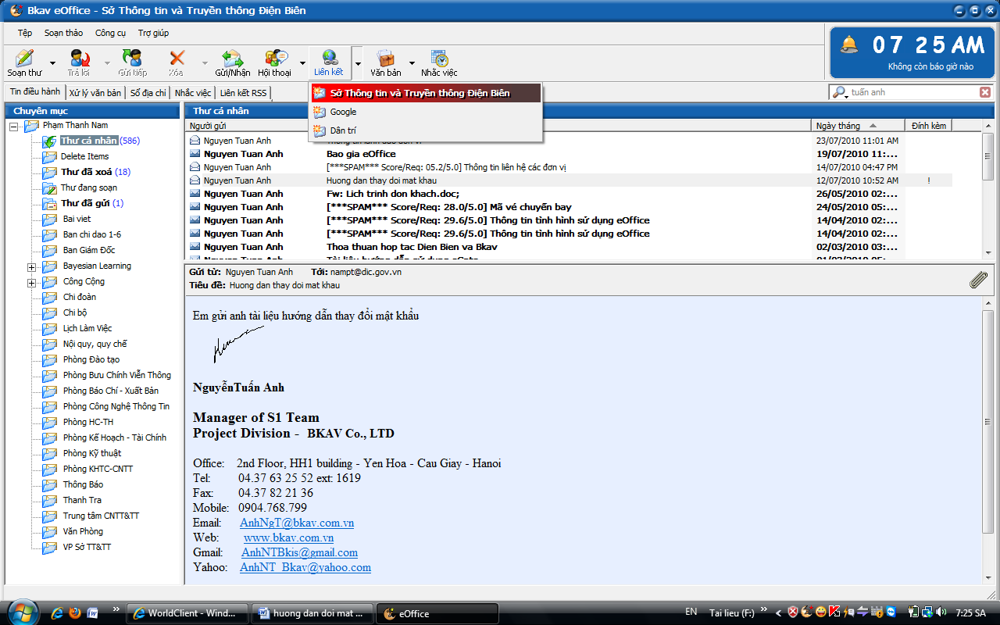 Bkav eOffice - Sở Thông tin và Truyền thông Điện Biên
Tệp Soạn thảo Công cụ Trợ giúp
07 25 AM
Không còn báo giờ nào
Soạn thư Trả lời Gửi tiếp Xóa Gửi/Nhận Hội thoại Liên kết Văn bản Nhắc việc
Tin điều hành Xử lý văn bản Sổ địa chỉ Nhắc việc Liên kết RSS
tuấn anh
Sở Thông tin và Truyền thông Điện Biên
Google
Dân trí
Chuyên mục
Phạm Thanh Nam
Thư cá nhân (586)
Delete Items
Thư đã xoá (18)
Thư đang soạn
Thư đã gửi (1)
Bai viet
Ban chi dao 1-6
Ban Giám Đốc
Bayesian Learning
Công Cộng
Chi đoàn
Chi bộ
Lịch Làm Việc
Nội quy, quy chế
Phòng Đào tạo
Phòng Bưu Chính Viễn Thông
Phòng Báo Chí - Xuất Bản
Phòng Công Nghệ Thông Tin
Phòng HC-TH
Phòng Kế Hoạch - Tài Chính
Phòng Kỹ thuật
Phòng KHTC-CNTT
Thông Báo
Thanh Tra
Trung tâm CNTT&TT
Văn Phòng
VP Sở TT&TT
Thư cá nhân
Người gửi Ngày tháng Đính kèm
Nguyen Tuan Anh 23/07/2010 11:01 AM
Nguyen Tuan Anh Bao gia eOffice 19/07/2010 11:...
Nguyen Tuan Anh [***SPAM*** Score/Req: 05.2/5.0] Thông tin liên hệ các đơn vị 14/07/2010 04:47 PM
Nguyen Tuan Anh Huong dan thay doi mat khau 12/07/2010 10:52 AM !
Nguyen Tuan Anh Fw: Lich trinh don khach.doc; 26/05/2010 02:...
Nguyen Tuan Anh [***SPAM*** Score/Req: 28.0/5.0] Mã vé chuyến bay 24/05/2010 05:...
Nguyen Tuan Anh [***SPAM*** Score/Req: 29.6/5.0] Thông tin tình hình sử dụng eOffice 14/04/2010 02:...
Nguyen Tuan Anh [***SPAM*** Score/Req: 29.6/5.0] Thông tin tình hình sử dụng eOffice 14/04/2010 02:...
Nguyen Tuan Anh Thoa thuan hop tac Dien Bien va Bkav 02/03/2010 03:...
Gửi từ: Nguyen Tuan Anh Tới: nampt@dic.gov.vn
Tiêu đề: Huong dan thay doi mat khau
Em gửi anh tài liệu hướng dẫn thay đổi mật khẩu
NguyễnTuấn Anh
Manager of S1 Team
Project Division - BKAV Co., LTD
Office: 2nd Floor, HH1 building - Yen Hoa - Cau Giay - Hanoi
Tel: 04.37 63 25 52 ext: 1619
Fax: 04.37 82 21 36
Mobile: 0904.768.799
Email: AnhNgT@bkav.com.vn
Web: www.bkav.com.vn
Gmail: AnhNTBkis@gmail.com
Yahoo: AnhNT_Bkav@yahoo.com
WorldClient - Wind... huong dan doi mat ... eOffice EN Tai lieu (F:) 7:25 SA